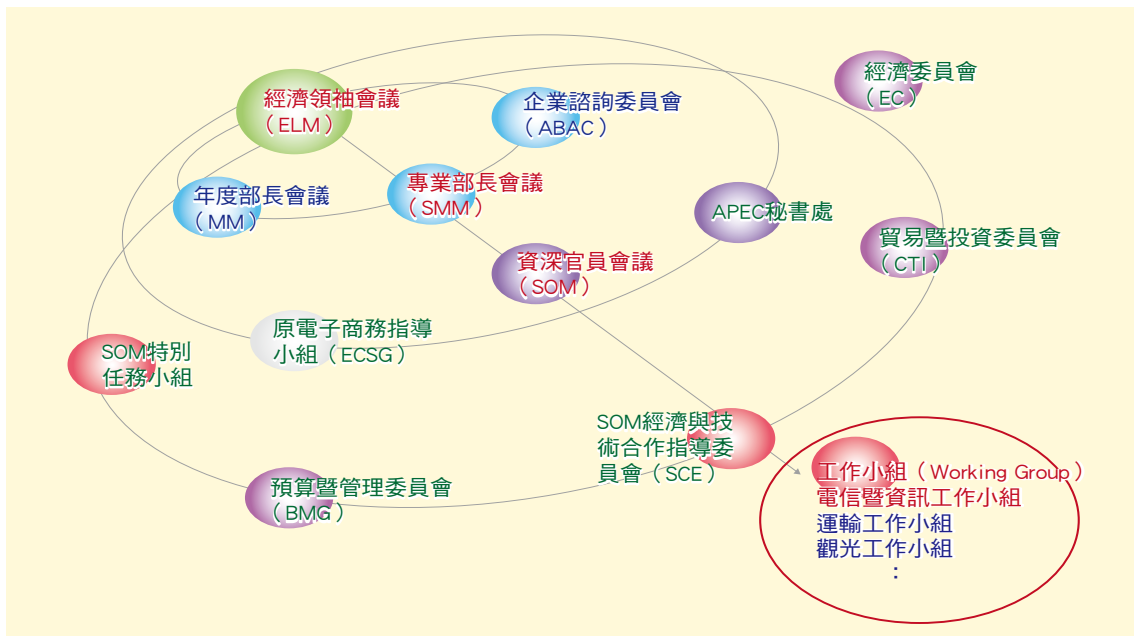 經濟領袖會議
（ELM）
企業諮詢委員會
（ABAC）
經濟委員會
（EC）
年度部長會議
（MM）
專業部長會議
（SMM）
APEC秘書處
貿易暨投資委員會
（CTI）
資深官員會議
（SOM）
原電子商務指導
小組（ECSG）
SOM特別
任務小組
SOM經濟與技
術合作指導委
員會（SCE）
預算暨管理委員會
（BMG）
工作小組（Working Group）
電信暨資訊工作小組
運輸工作小組
觀光工作小組
：